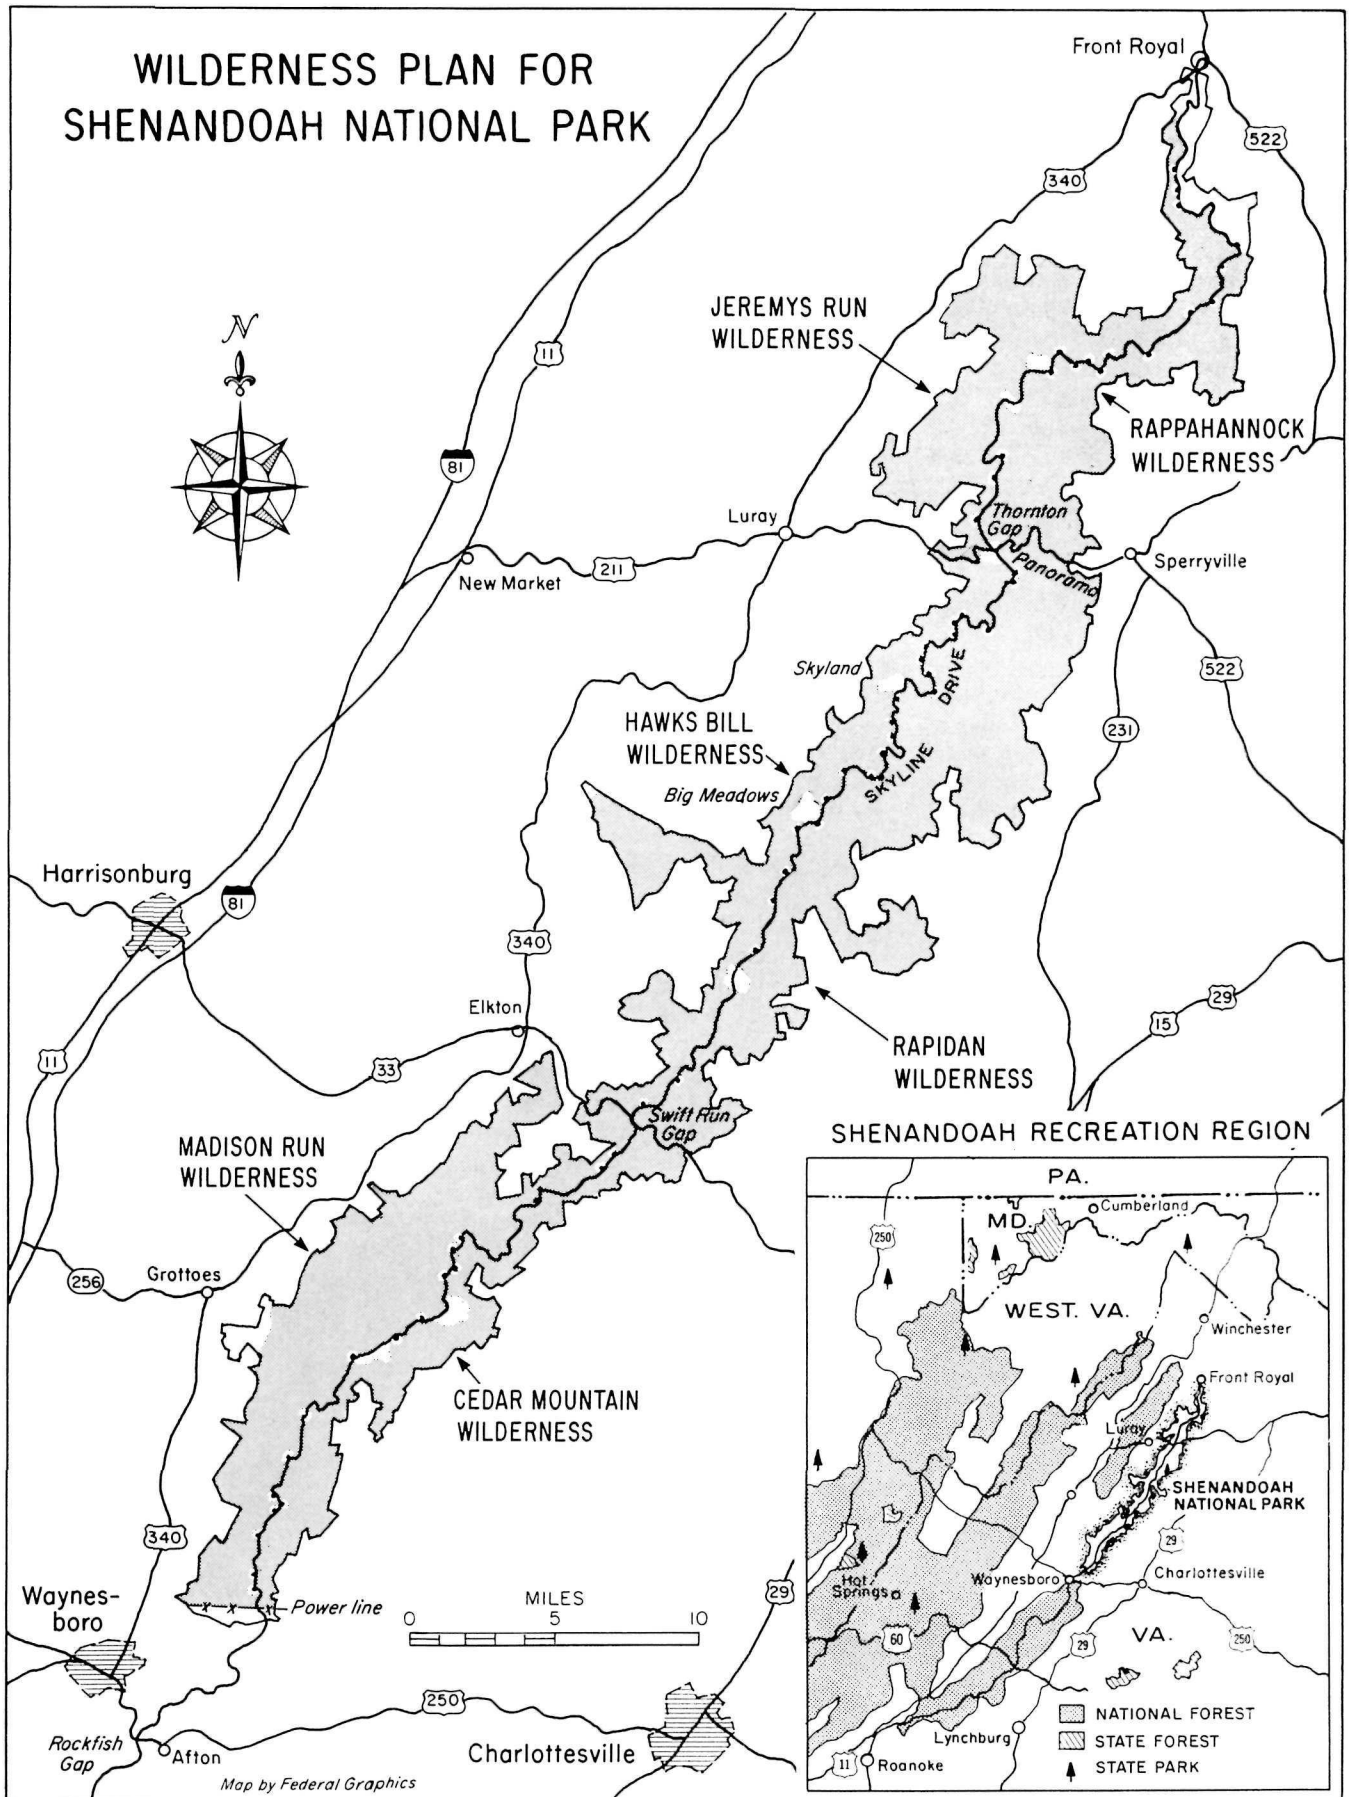 WILDERNESS PLAN FOR
SHENANDOAH NATIONAL PARK
Front Royal
522
340
N
JEREMYS RUN
WILDERNESS
11
RAPPAHANNOCK
WILDERNESS
81
Thornton
Gap
Luray
Panorama
Sperryville
New Market
211
Skyland
DRIVE
522
HAWKS BILL
WILDERNESS
231
SKYLINE
Big Meadows
Harrisonburg
81
340
29
Elkton
15
11
33
RAPIDAN
WILDERNESS
Swift Run
Gap
MADISON RUN
WILDERNESS
256
Grottoes
CEDAR MOUNTAIN
WILDERNESS
340
Waynes-
boro
Power line
MILES
0 5 10
29
250
Rockfish
Gap
Afton
Charlottesville
Map by Federal Graphics
SHENANDOAH RECREATION REGION
PA.
MD.
Cumberland
250
WEST. VA.
Winchester
Front Royal
Luray
SHENANDOAH
NATIONAL PARK
29
Hot
Springs
Waynesboro
Charlottesville
60
29
VA.
250
NATIONAL FOREST
Lynchburg
STATE FOREST
11
Roanoke
STATE PARK